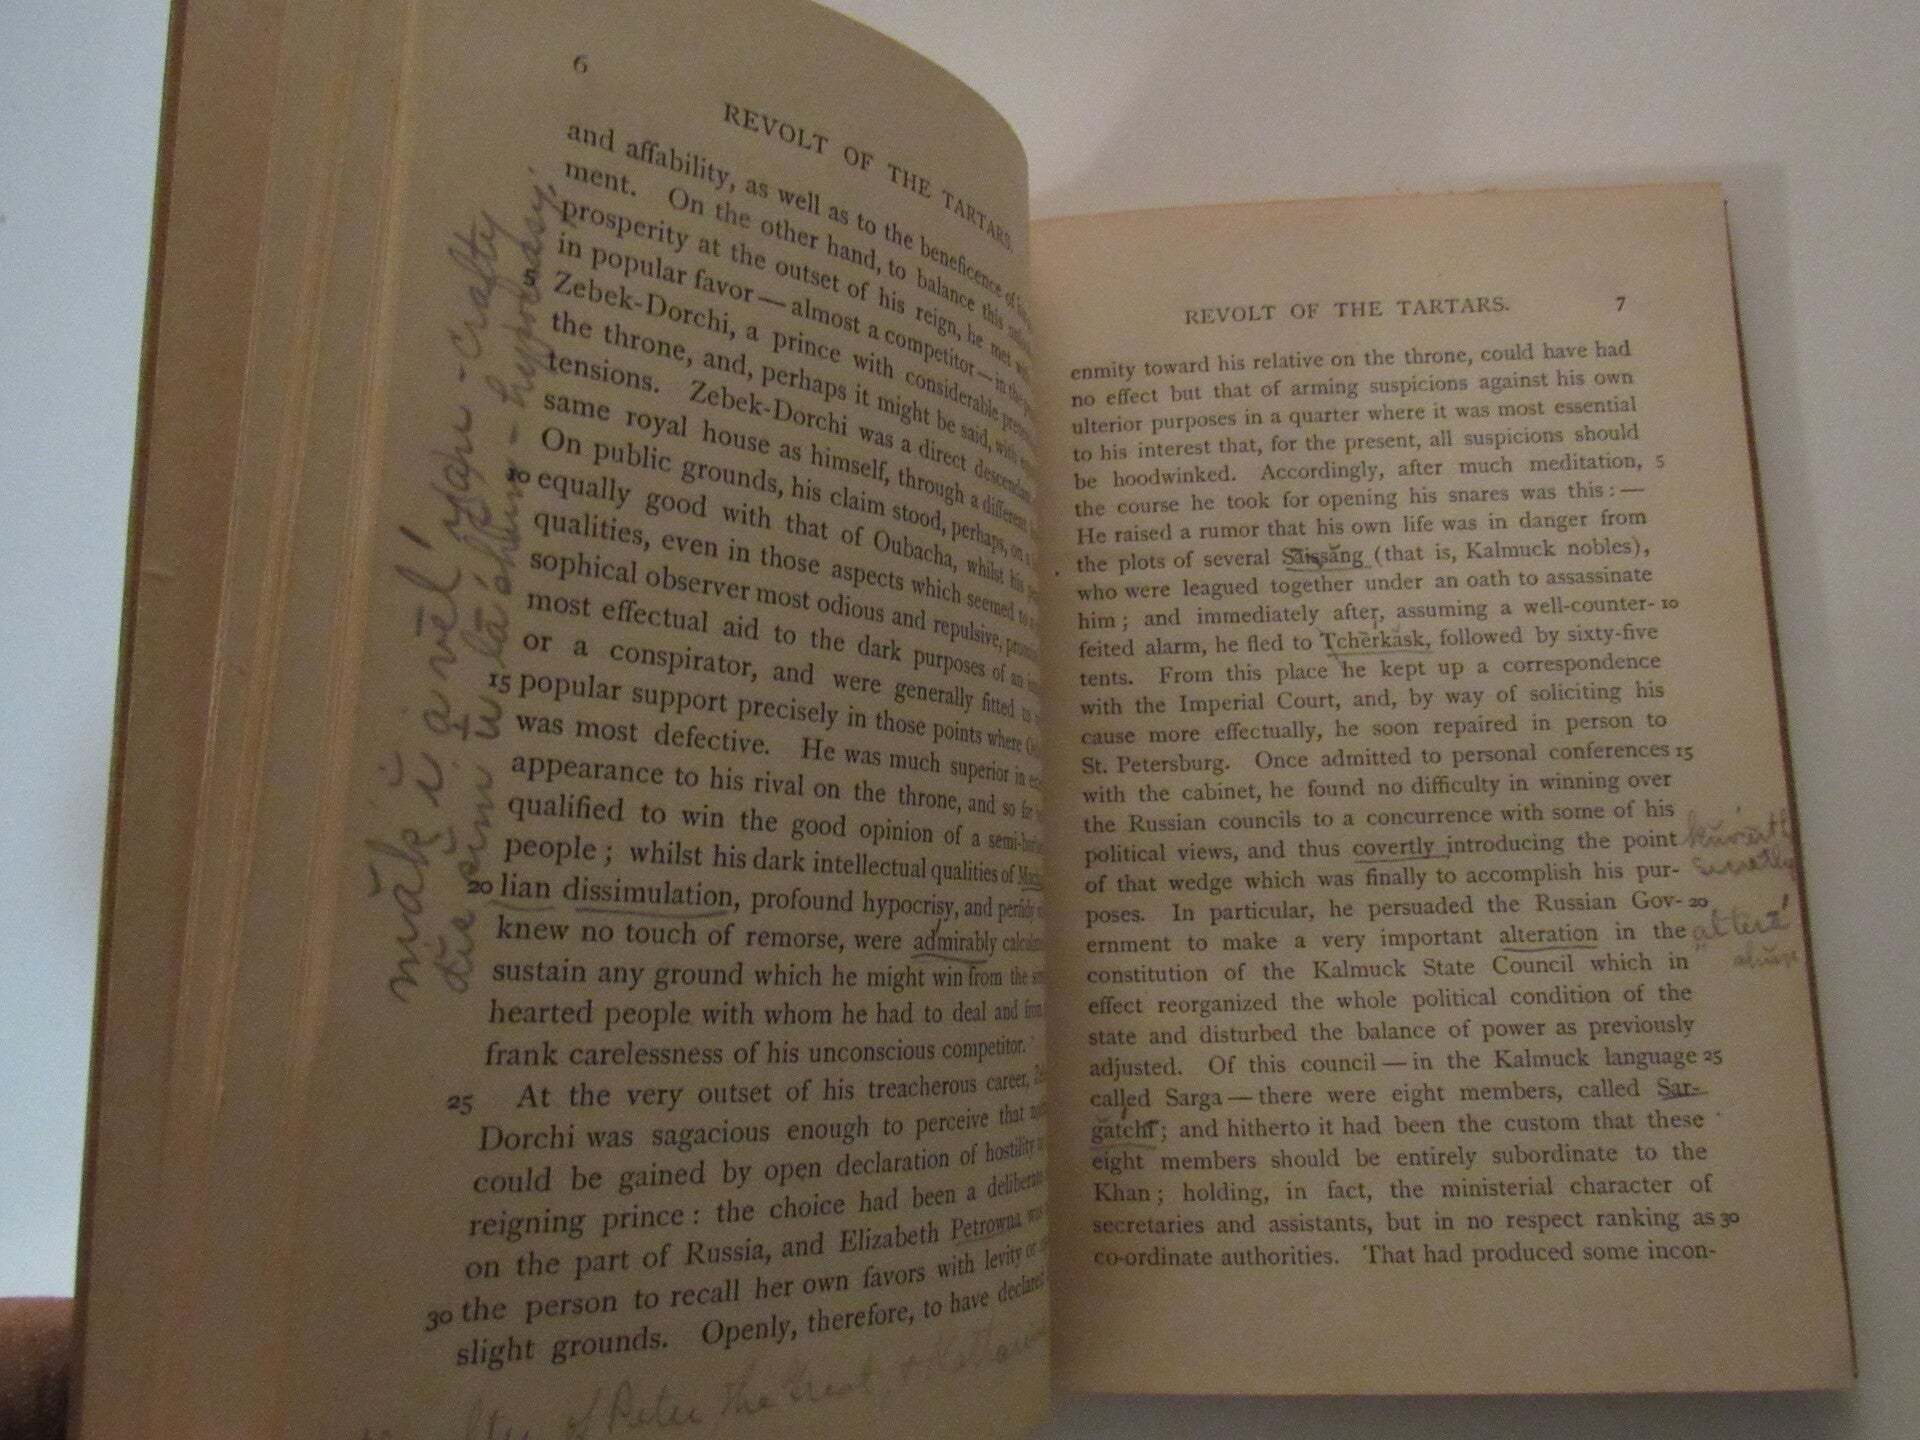 6
REVOLT OF THE TARTARS.
and affability, as well as to the beneficence of
ment. On the other hand, to balance this
prosperity at the outset of his reign, he met with
in popular favor — almost a competitor — in the
5 Zebek-Dorchi, a prince with considerable
the throne, and, perhaps it might be said, with
tensions. Zebek-Dorchi was a direct descendant
same royal house as himself, through a different
On public grounds, his claim stood, perhaps, on a
10 equally good with that of Oubacha, whilst his
qualities, even in those aspects which seemed to a
sophical observer most odious and repulsive,
most effectual aid to the dark purposes of an
or a conspirator, and were generally fitted to
15 popular support precisely in those points where
was most defective. He was much superior in
appearance to his rival on the throne, and so far
qualified to win the good opinion of a
people; whilst his dark intellectual qualities of
20 lian dissimulation, profound hypocrisy, and perfidy
knew no touch of remorse, were admirably
sustain any ground which he might win from the
hearted people with whom he had to deal and from
frank carelessness of his unconscious competitor.
25 At the very outset of his treacherous career,
Dorchi was sagacious enough to perceive that
could be gained by open declaration of hostility
reigning prince: the choice had been a deliberate
on the part of Russia, and Elizabeth Petrowna was
30 the person to recall her own favors with levity or
slight grounds. Openly, therefore, to have declared
of Peter the Great
crafty
REVOLT OF THE TARTARS. 7
enmity toward his relative on the throne, could have had
no effect but that of arming suspicions against his own
ulterior purposes in a quarter where it was most essential
to his interest that, for the present, all suspicions should
be hoodwinked. Accordingly, after much meditation, 5
the course he took for opening his snares was this: —
He raised a rumor that his own life was in danger from
the plots of several Saissang (that is, Kalmuck nobles),
who were leagued together under an oath to assassinate
him; and immediately after, assuming a well-counter- 10
feited alarm, he fled to Tcherkask, followed by sixty-five
tents. From this place he kept up a correspondence
with the Imperial Court, and, by way of soliciting his
cause more effectually, he soon repaired in person to
St. Petersburg. Once admitted to personal conferences 15
with the cabinet, he found no difficulty in winning over
the Russian councils to a concurrence with some of his
political views, and thus covertly introducing the point
of that wedge which was finally to accomplish his pur-
secretly
poses. In particular, he persuaded the Russian Gov- 20
ernment to make a very important alteration in the
constitution of the Kalmuck State Council which in
effect reorganized the whole political condition of the
state and disturbed the balance of power as previously
adjusted. Of this council — in the Kalmuck language 25
called Sarga — there were eight members, called Sar-
gatchi; and hitherto it had been the custom that these
eight members should be entirely subordinate to the
Khan; holding, in fact, the ministerial character of
secretaries and assistants, but in no respect ranking as 30
co-ordinate authorities. That had produced some incon-